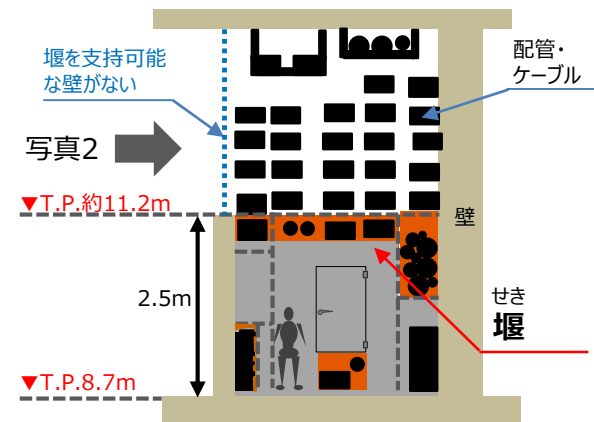 堰を支持可能
な壁がない
配管・
ケーブル
写真2
▼T.P.約11.2m
壁
2.5m
せき
堰
▼T.P.8.7m